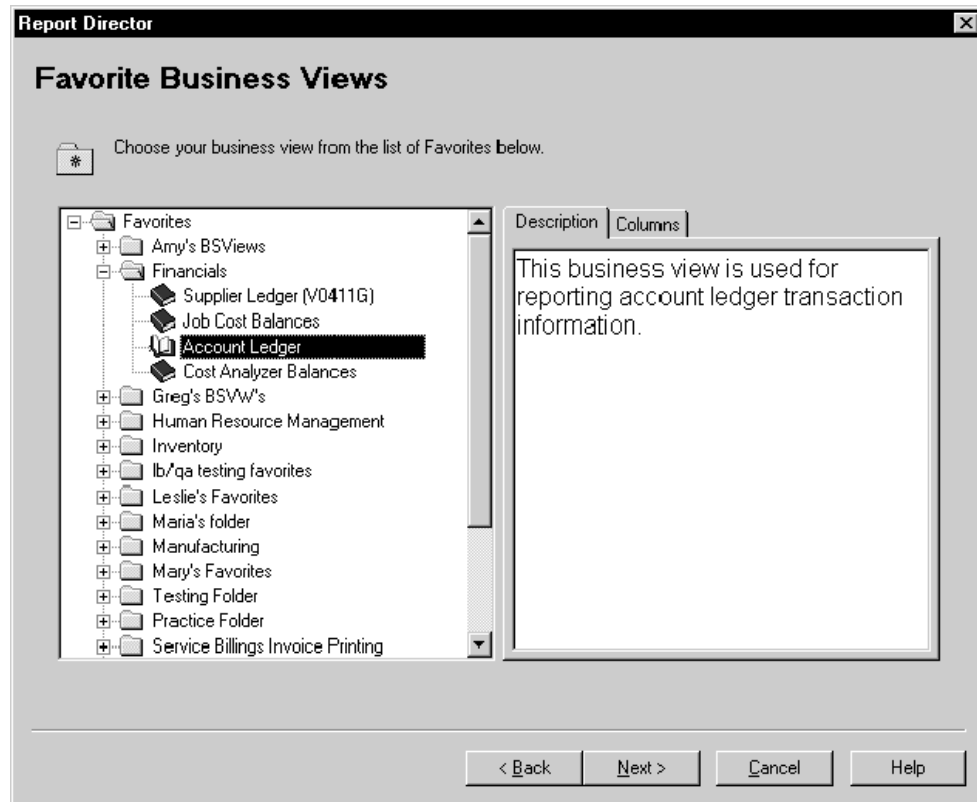 Report Director
Favorite Business Views
Choose your business view from the list of Favorites below.
Favorites
Amy's BSViews
Financials
Supplier Ledger (V0411G)
Job Cost Balances
Account Ledger
Cost Analyzer Balances
Greg's BSVW's
Human Resource Management
Inventory
lb/'qa testing favorites
Leslie's Favorites
Maria's folder
Manufacturing
Mary's Favorites
Testing Folder
Practice Folder
Service Billings Invoice Printing
Description
Columns
This business view is used for
reporting account ledger transaction
information.
< Back
Next >
Cancel
Help